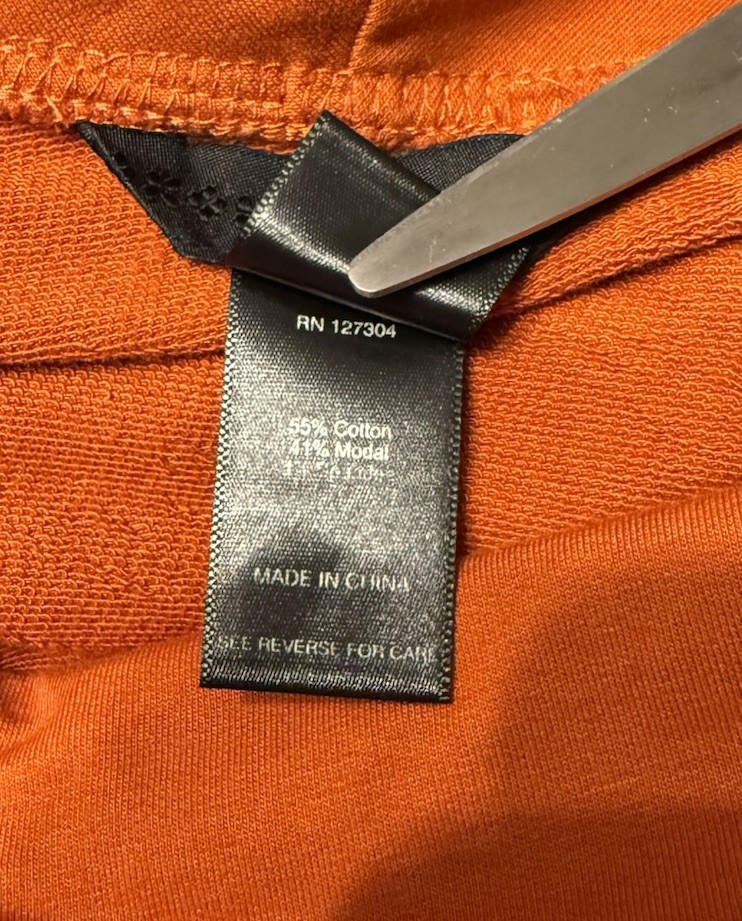 RN 127304
55% Cotton
41% Modal
MADE IN CHINA
SEE REVERSE FOR CARE